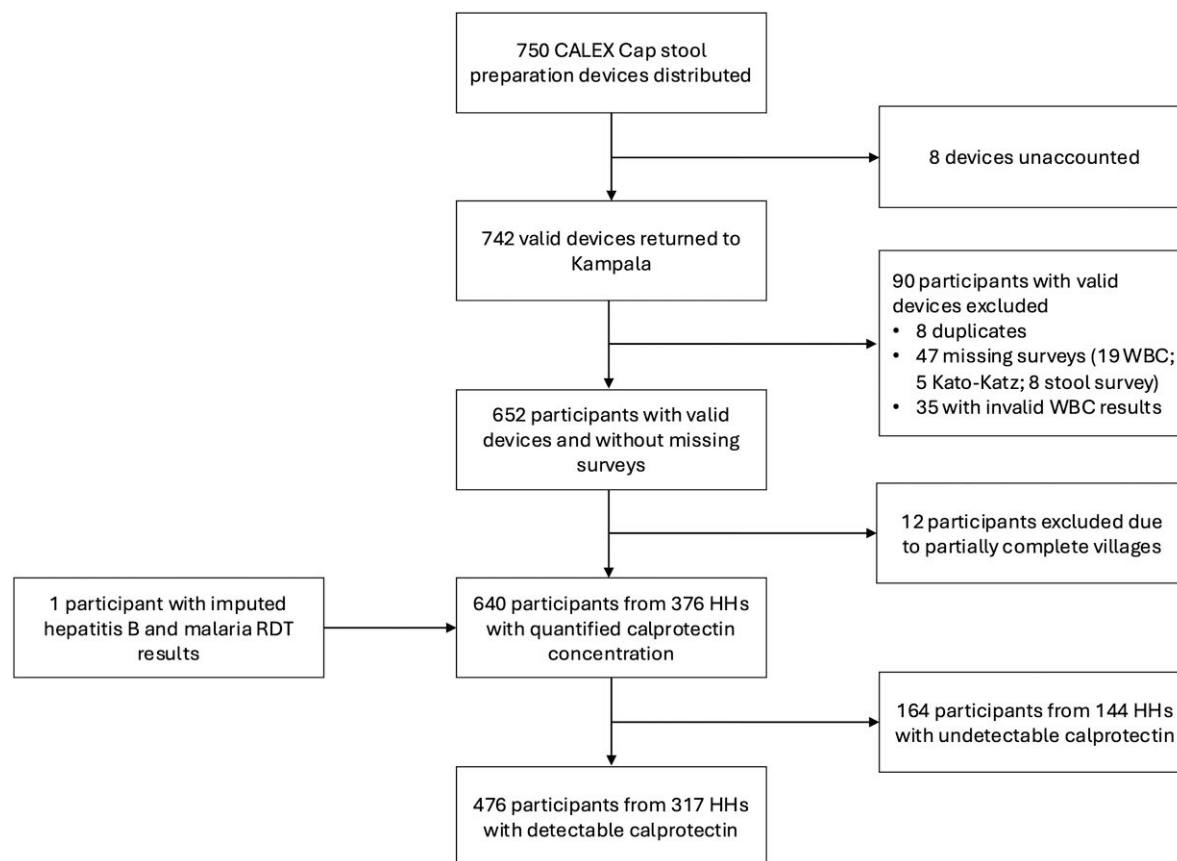 750 CALEX Cap stool
preparation devices distributed
8 devices unaccounted
742 valid devices returned to
Kampala
90 participants with valid
devices excluded
• 8 duplicates
• 47 missing surveys (19 WBC;
5 Kato-Katz; 8 stool survey)
• 35 with invalid WBC results
652 participants with valid
devices and without missing
surveys
12 participants excluded due
to partially complete villages
1 participant with imputed
hepatitis B and malaria RDT
results
640 participants from 376 HHs
with quantified calprotectin
concentration
164 participants from 144 HHs
with undetectable calprotectin
476 participants from 317 HHs
with detectable calprotectin